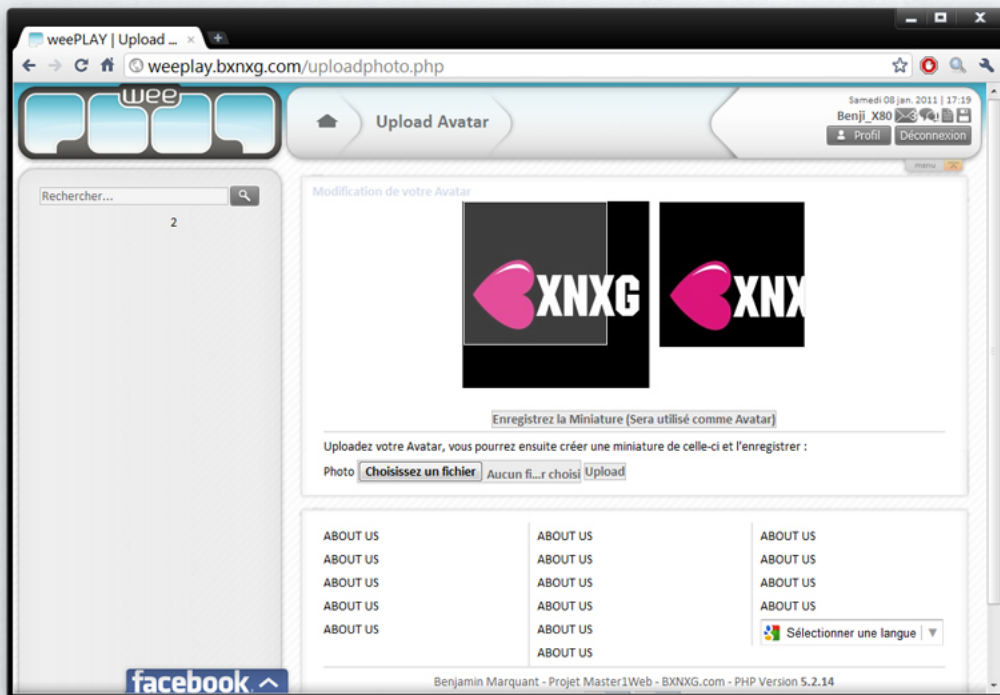 weePLAY | Upload ...
weeplay.bxnxg.com/uploadphoto.php
wee
Upload Avatar
Samedi 08 jan. 2011 | 17:19
Benji_X80
Profil
Déconnexion
menu
Rechercher...
2
Modification de votre Avatar
XNXG
XNX
Enregistrez la Miniature (Sera utilisé comme Avatar)
Uploadez votre Avatar, vous pourrez ensuite créer une miniature de celle-ci et l'enregistrer :
Photo Choisissez un fichier Aucun fi...r choisi Upload
ABOUT US ABOUT US ABOUT US
ABOUT US ABOUT US ABOUT US
ABOUT US ABOUT US ABOUT US
ABOUT US ABOUT US ABOUT US
ABOUT US ABOUT US Sélectionner une langue
ABOUT US
facebook
Benjamin Marquant - Projet Master1Web - BXNXG.com - PHP Version 5.2.14